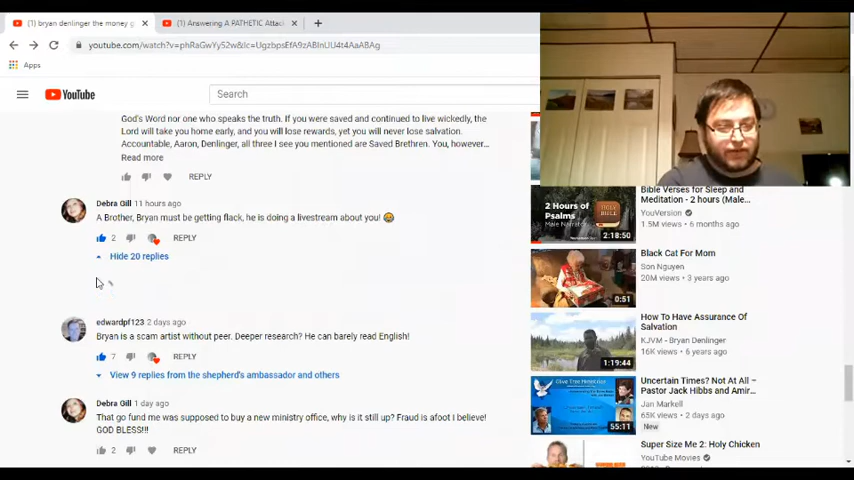 (1) bryan denlinger the money g
(1) Answering A PATHETIC Attac
youtube.com/watch?v=phRaGwYy52w&lc=UgzbpsEfA9zABInUU4t4AaABAg
Apps
YouTube
Search
God's Word nor one who speaks the truth. If you were saved and continued to live wickedly, the
Lord will take you home early, and you will lose rewards, yet you will never lose salvation.
Accountable, Aaron, Denlinger, all three I see you mentioned are Saved Brethren. You, however...
Read more
REPLY
Debra Gill 11 hours ago
A Brother, Bryan must be getting flack, he is doing a livestream about you! 😂
2 REPLY
Hide 20 replies
edwardpf123 2 days ago
Bryan is a scam artist without peer. Deeper research? He can barely read English!
7 REPLY
View 9 replies from the shepherd's ambassador and others
Debra Gill 1 day ago
That go fund me was supposed to buy a new ministry office, why is it still up? Fraud is afoot I believe!
GOD BLESS!!!
2 REPLY
Bible Verses for Sleep and
Meditation - 2 hours (Male...
YouVersion
1.5M views • 6 months ago
2 Hours of
Psalms
Male Narrator
2:18:50
Black Cat For Mom
Son Nguyen
20M views • 3 years ago
0:51
How To Have Assurance Of
Salvation
KJVM - Bryan Denlinger
16K views • 6 years ago
1:19:44
Uncertain Times? Not At All –
Pastor Jack Hibbs and Amir...
Jan Markell
65K views • 2 days ago
New
55:11
Super Size Me 2: Holy Chicken
YouTube Movies